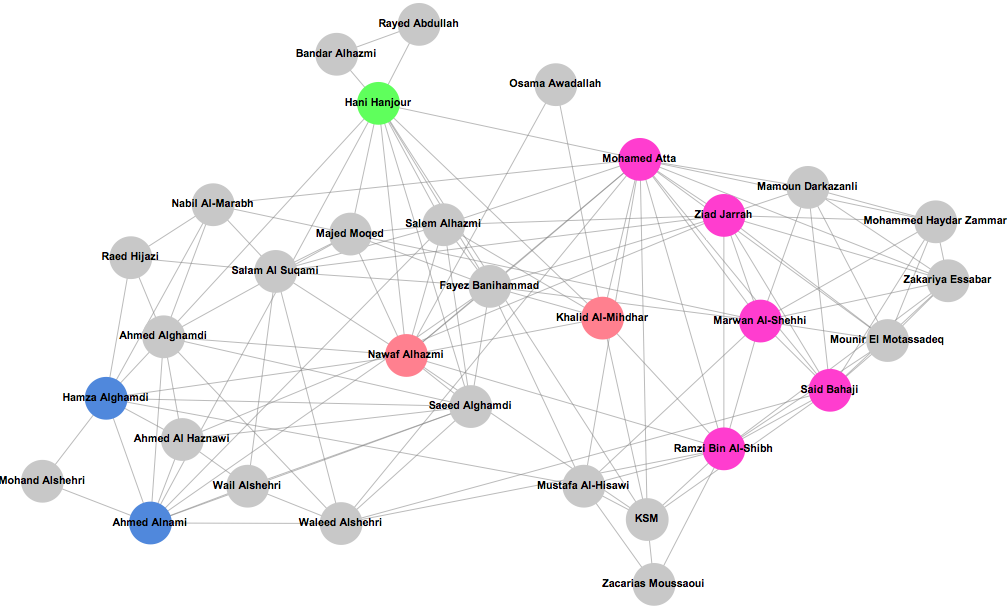 Rayed Abdullah
Bandar Alhazmi
Osama Awadallah
Hani Hanjour
Mohamed Atta
Mamoun Darkazanli
Nabil Al-Marabh
Ziad Jarrah
Mohammed Haydar Zammar
Salem Alhazmi
Majed Moqed
Raed Hijazi
Salam Al Suqami
Zakariya Essabar
Fayez Banihammad
Khalid Al-Mihdhar
Marwan Al-Shehhi
Ahmed Alghamdi
Mounir El Motassadeq
Nawaf Alhazmi
Said Bahaji
Hamza Alghamdi
Saeed Alghamdi
Ahmed Al Haznawi
Ramzi Bin Al-Shibh
Mohand Alshehri
Wail Alshehri
Mustafa Al-Hisawi
KSM
Ahmed Alnami
Waleed Alshehri
Zacarias Moussaoui